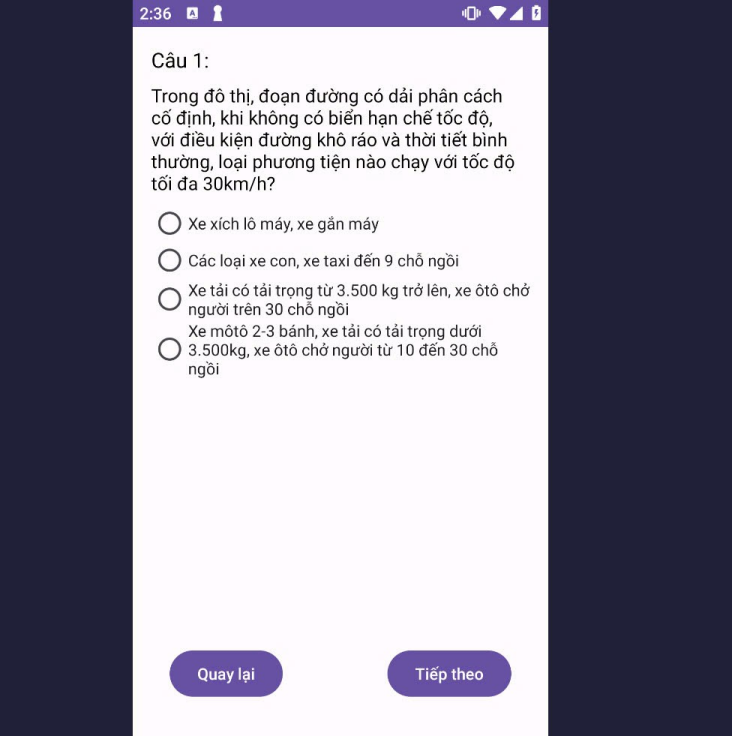 2:36
A
Câu 1:
Trong đô thị, đoạn đường có dải phân cách
cố định, khi không có biển hạn chế tốc độ,
với điều kiện đường khô ráo và thời tiết bình
thường, loại phương tiện nào chạy với tốc độ
tối đa 30km/h?
Xe xích lô máy, xe gắn máy
Các loại xe con, xe taxi đến 9 chỗ ngồi
Xe tải có tải trọng từ 3.500 kg trở lên, xe ôtô chở
người trên 30 chỗ ngồi
Xe môtô 2-3 bánh, xe tải có tải trọng dưới
3.500kg, xe ôtô chở người từ 10 đến 30 chỗ
ngồi
Quay lại
Tiếp theo